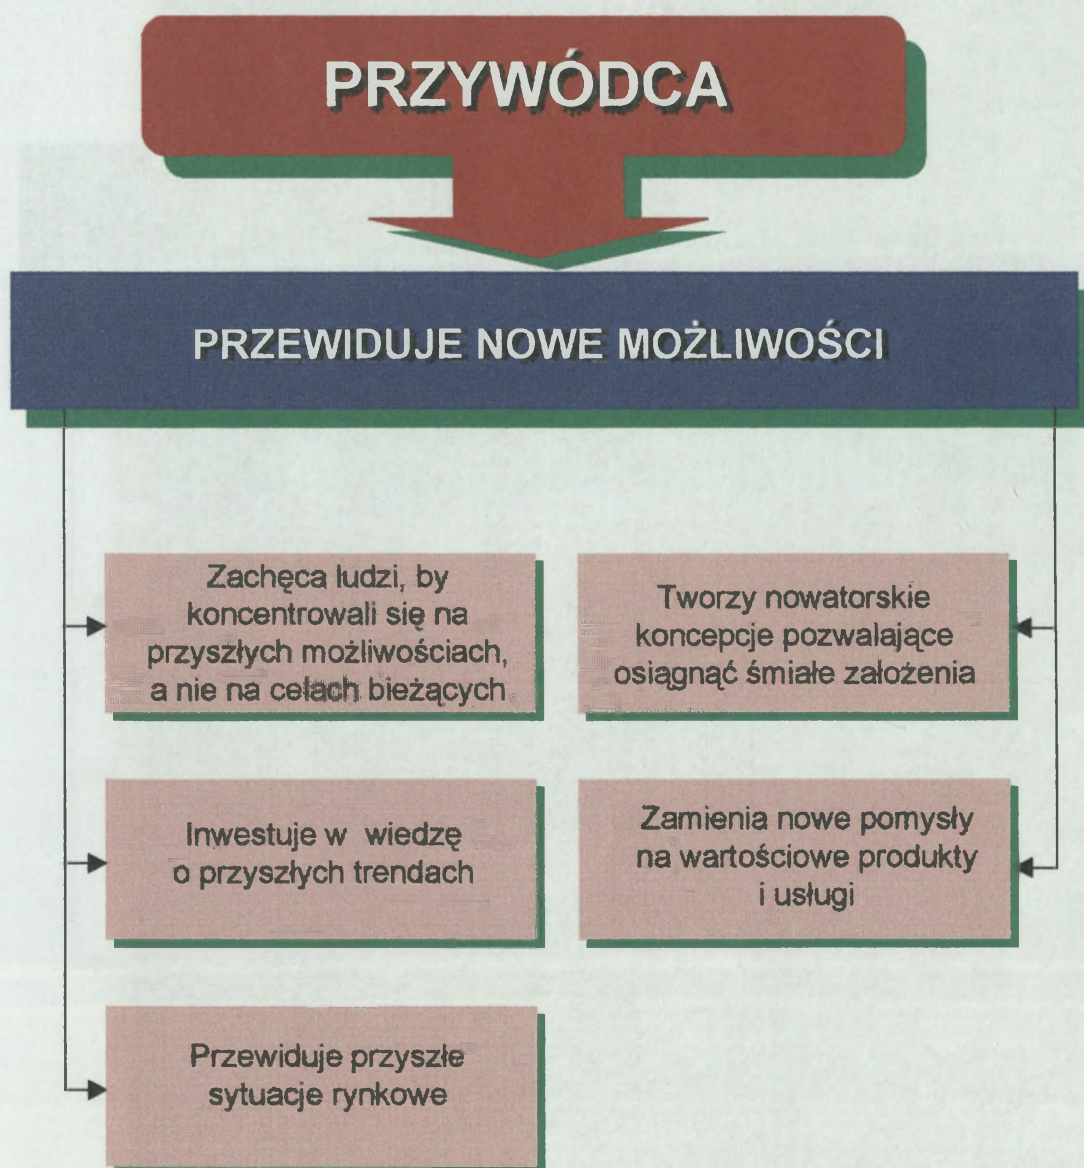 PRZYWÓDCA
PRZEWIDUJE NOWE MOŻLIWOŚCI
Zachęca ludzi, by
koncentrowali się na
przyszłych możliwościach,
a nie na celach bieżących
Tworzy nowatorskie
koncepcje pozwalające
osiągnąć śmiałe założenia
Inwestuje w wiedzę
o przyszłych trendach
Zamienia nowe pomysły
na wartościowe produkty
i usługi
Przewiduje przyszłe
sytuacje rynkowe